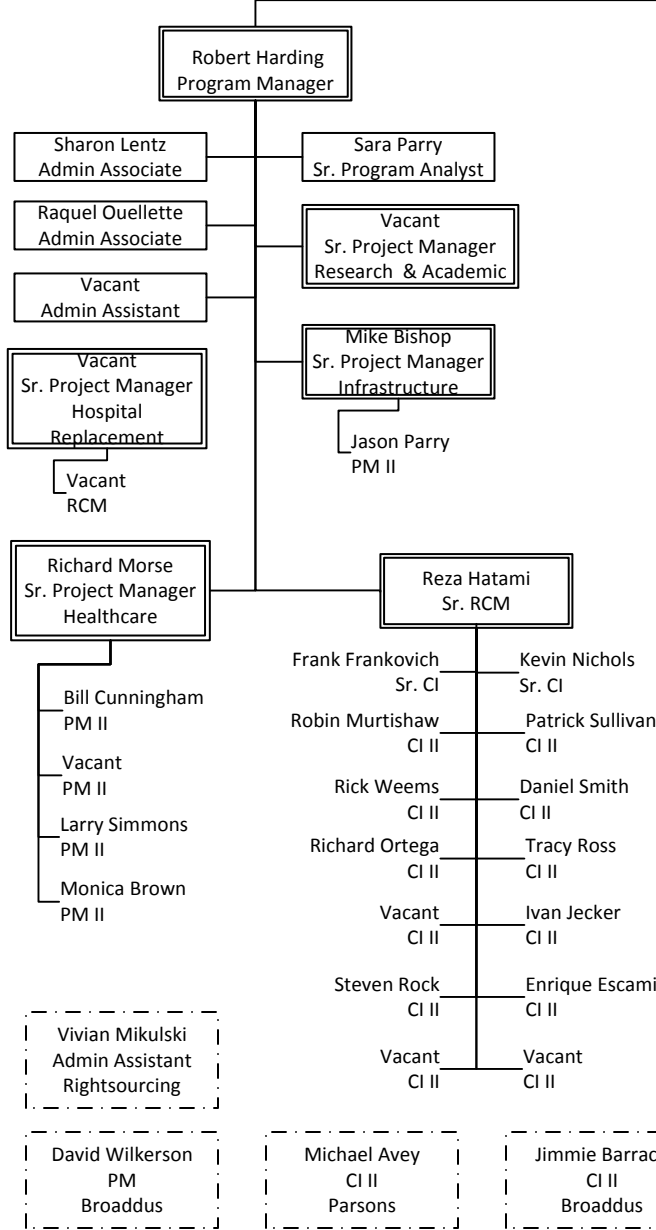 Robert Harding
Program Manager
Sharon Lentz
Admin Associate
Sara Parry
Sr. Program Analyst
Raquel Ouellette
Admin Associate
Vacant
Sr. Project Manager
Research & Academic
Vacant
Admin Assistant
Mike Bishop
Sr. Project Manager
Infrastructure
Vacant
Sr. Project Manager
Hospital
Replacement
Jason Parry
PM II
Vacant
RCM
Richard Morse
Sr. Project Manager
Healthcare
Reza Hatami
Sr. RCM
Bill Cunningham
PM II
Vacant
PM II
Larry Simmons
PM II
Monica Brown
PM II
Frank Frankovich
Sr. CI
Kevin Nichols
Sr. CI
Robin Murtishaw
CI II
Patrick Sullivan
CI II
Rick Weems
CI II
Daniel Smith
CI II
Richard Ortega
CI II
Tracy Ross
CI II
Vacant
CI II
Ivan Jecker
CI II
Steven Rock
CI II
Enrique
CI II
Vacant
CI II
Vacant
CI II
Vivian Mikulski
Admin Assistant
Rightsourcing
David Wilkerson
PM
Broaddus
Michael Avey
CI II
Parsons
Jimmie
CI II
Broaddus